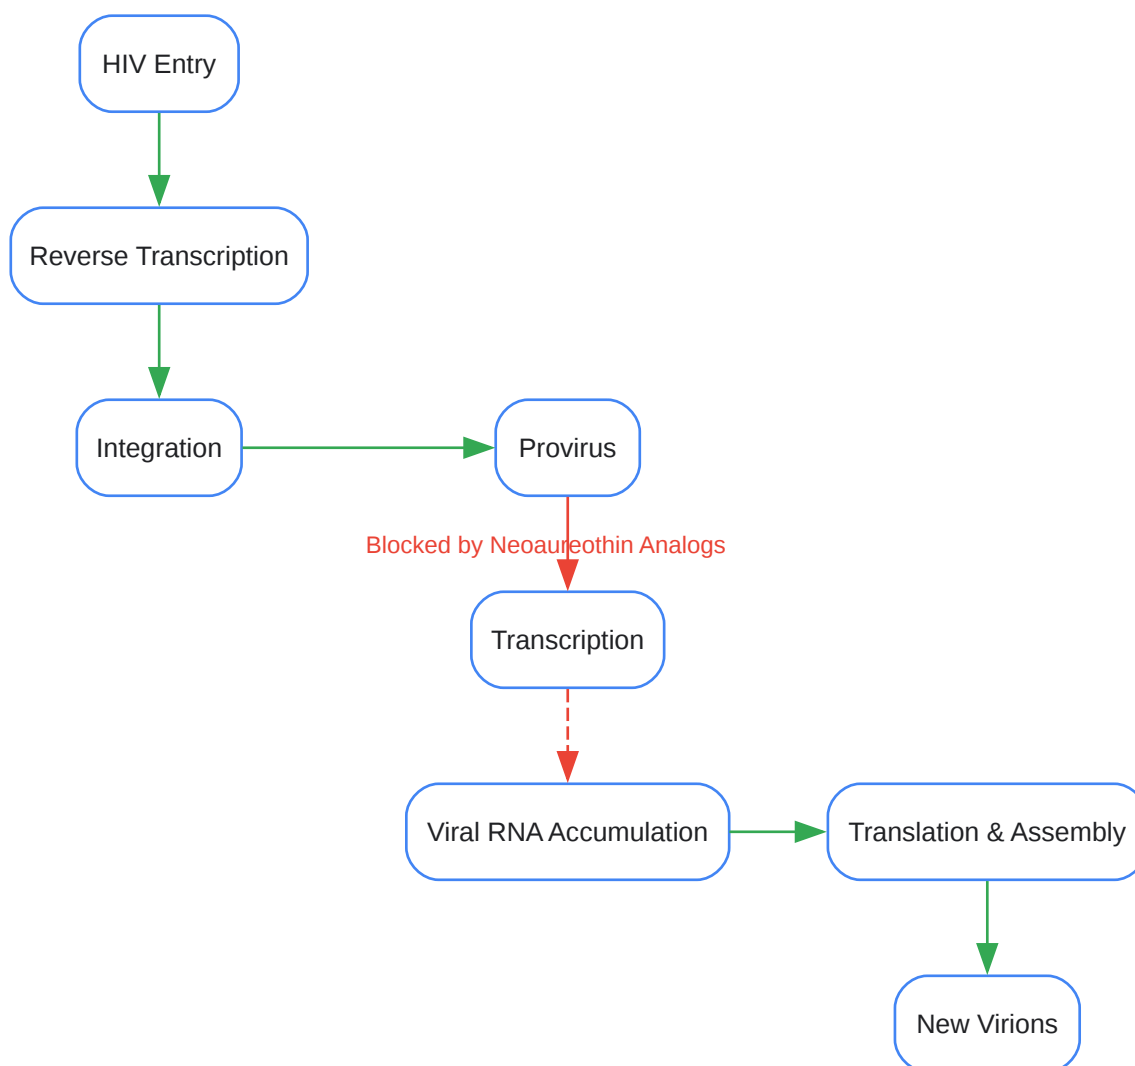 HIV Entry
Reverse Transcription
Integration
Provirus
Blocked by Neoaureothin Analogs
Transcription
Viral RNA Accumulation
Translation & Assembly
New Virions